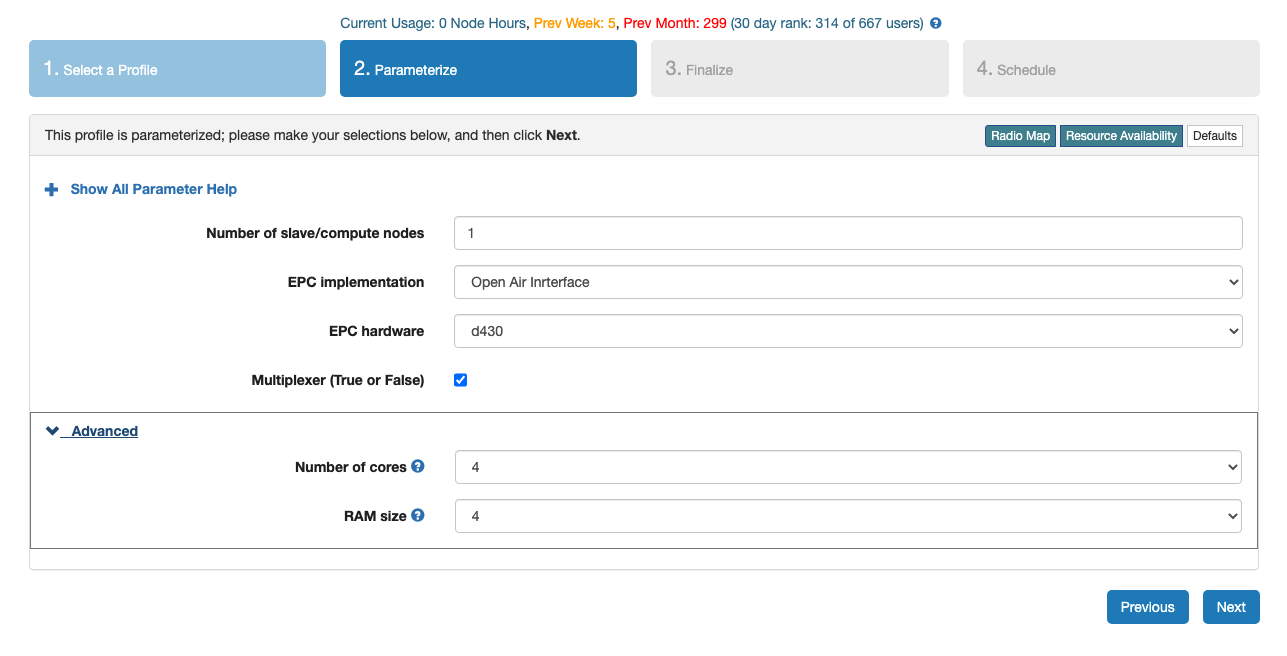 Current Usage: 0 Node Hours, Prev Week: 5, Prev Month: 299 (30 day rank: 314 of 667 users)
1. Select a Profile
2. Parameterize
3. Finalize
4. Schedule
This profile is parameterized; please make your selections below, and then click Next.
Radio Map
Resource Availability
Defaults
Show All Parameter Help
Number of slave/compute nodes
1
EPC implementation
Open Air Inrterface
EPC hardware
d430
Multiplexer (True or False)
Advanced
Number of cores
4
RAM size
4
Previous
Next